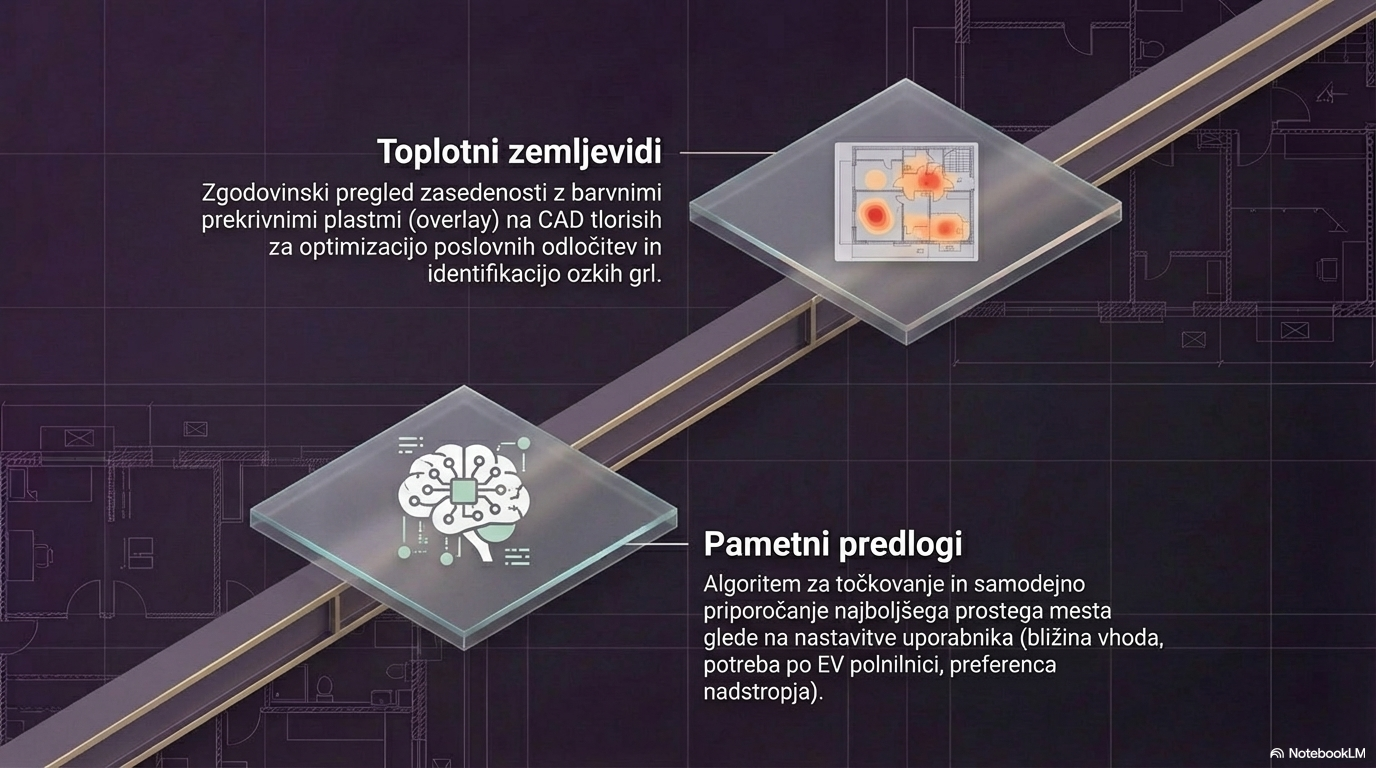 Toplotni zemljevidi
Zgodovinski pregled zasedenosti z barvnimi
prekrivnimi plastmi (overlay) na CAD tlorisih
za optimizacijo poslovnih odločitev in
identifikacijo ozkih grl.
Pametni predlogi
Algoritem za točkovanje in samodejno
priporočanje najboljšega prostega mesta
glede na nastavitve uporabnika (bližina vhoda,
potreba po EV polnilnici, preferenca
nadstropja).
NotebookLM